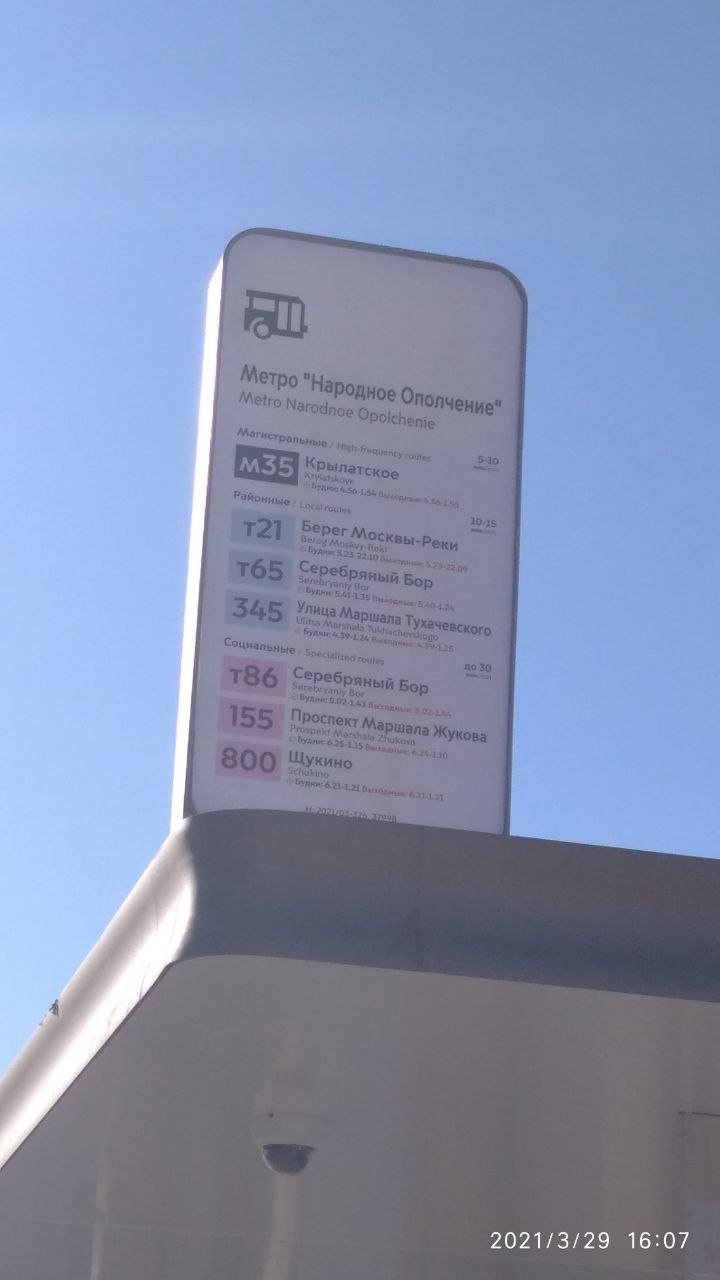 Метро "Народное Ополчение"
Metro Narodnoe Opolchenie
Магистральные / High-frequency routes 5-10
м35 Крылатское
Krylatskoye
Будни: 4.56-1.54 Выходные: 4.56-1.55
Районные / Local routes 10-15
т21 Берег Москвы-Реки
Bereg Moskvy-Reki
Будни: 5.23-22.10 Выходные: 5.23-22.09
т65 Серебряный Бор
Serebryaniy Bor
Будни: 5.41-1.35 Выходные: 5.40-1.24
345 Улица Маршала Тухачевского
Ulitsa Marshala Tukhachevskogo
Будни: 4.39-1.24 Выходные: 4.39-1.25
Социальные / Specialized routes до 30
т86 Серебряный Бор
Serebryaniy Bor
Будни: 5.02-1.43 Выходные: 5.02-1.44
155 Проспект Маршала Жукова
Prospekt Marshala Zhukova
Будни: 6.25-1.15 Выходные: 6.24-1.10
800 Щукино
Schukino
Будни: 6.21-1.21 Выходные: 6.21-1.21
2021/3/29 16:07